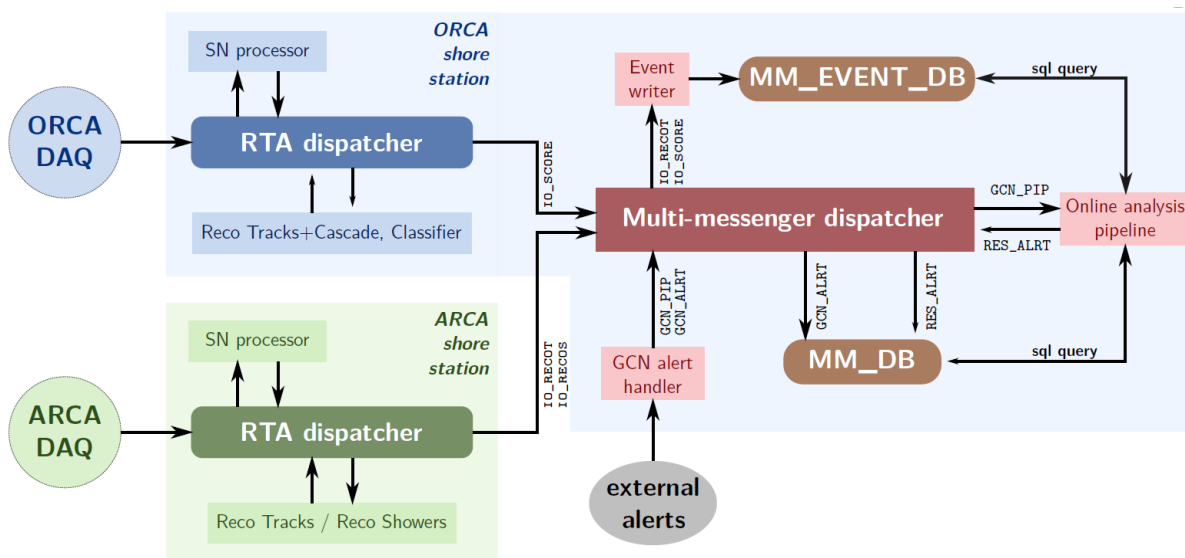 ORCA
DAQ
SN processor
RTA dispatcher
Reco Tracks+Cascade, Classifier
ORCA
shore
station
IO_SCORE
ARCA
DAQ
SN processor
RTA dispatcher
Reco Tracks / Reco Showers
ARCA
shore
station
IO_RECOT
IO_RECOS
Event
writer
MM_EVENT_DB
sql query
IO_RECOT
IO_SCORE
Multi-messenger dispatcher
GCN_PIP
RES_ALRT
Online analysis
pipeline
GCN_PIP
GCN_ALRT
GCN_ALRT
RES_ALRT
GCN alert
handler
MM_DB
sql query
external
alerts